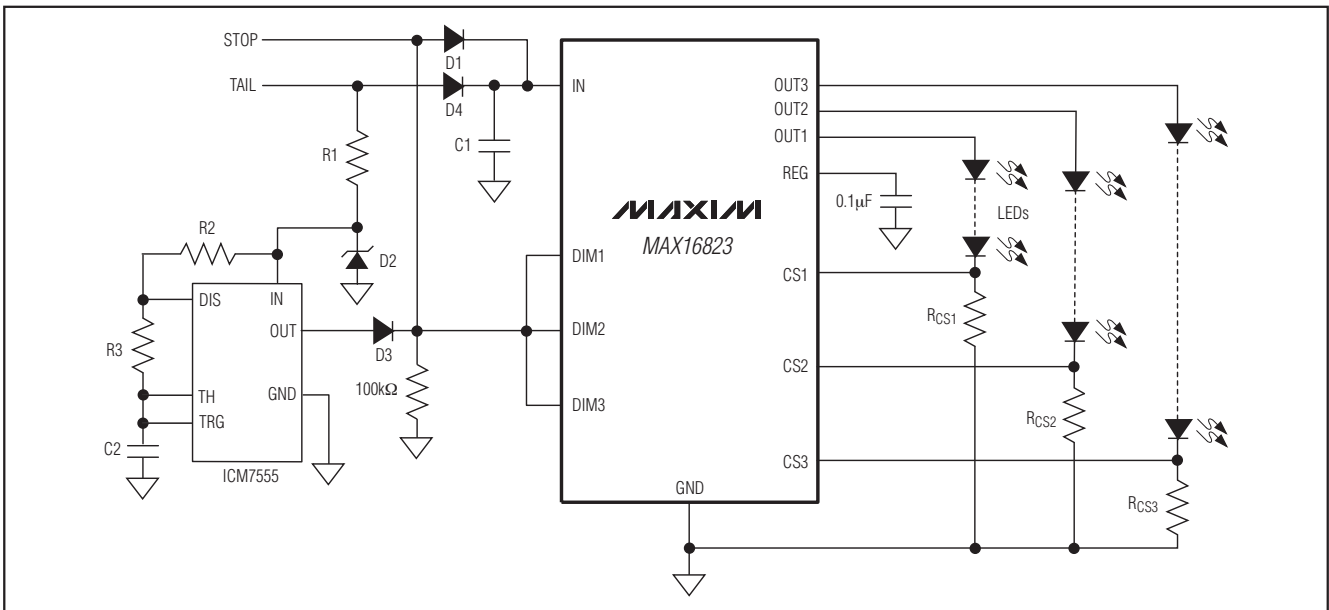 STOP
D1
TAIL
D4
IN
OUT3
OUT2
OUT1
C1
R1
REG
0.1µF
LEDs
MAXIM
MAX16823
R2
D2
DIM1
CS1
DIS
IN
OUT
D3
DIM2
RCS1
R3
100kΩ
CS2
TH
GND
DIM3
TRG
RCS2
C2
ICM7555
CS3
GND
RCS3